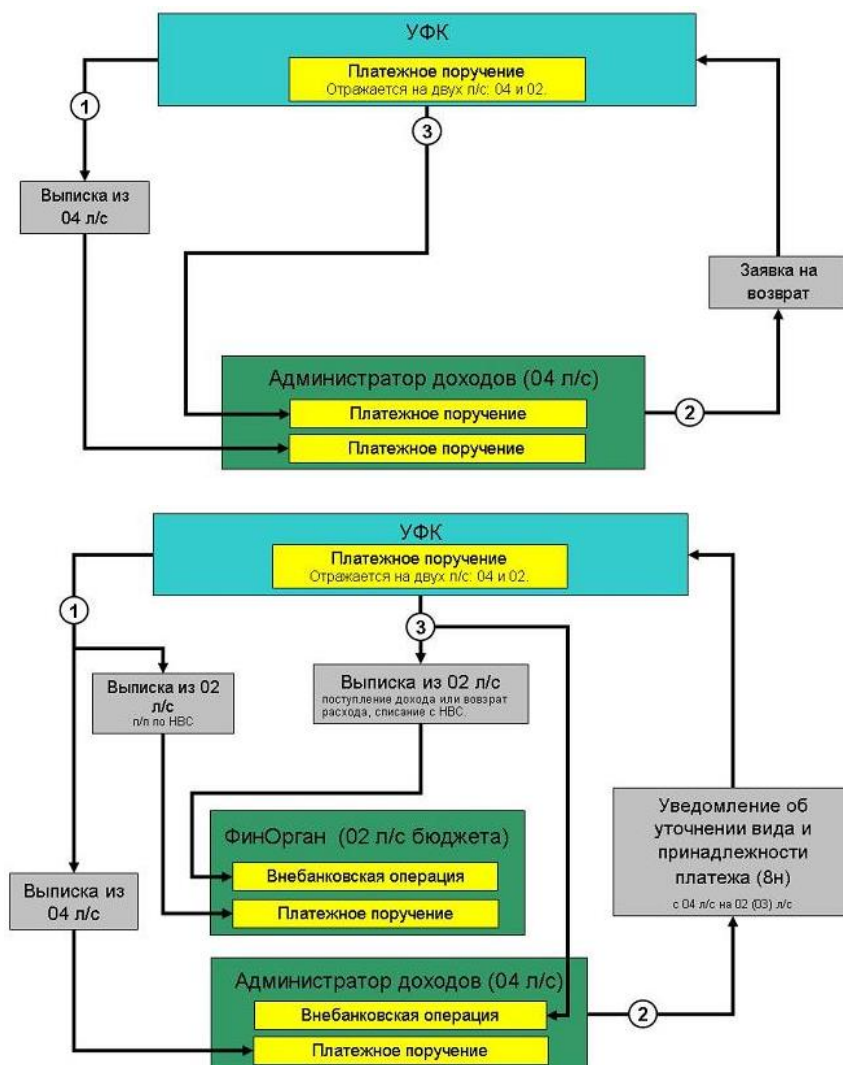 УФК
Платежное поручение
Отражается на двух л/с: 04 и 02.
1
3
Выписка из
04 л/с
Заявка на
возврат
Администратор доходов (04 л/с)
Платежное поручение
2
Платежное поручение
УФК
Платежное поручение
Отражается на двух л/с: 04 и 02.
1
3
Выписка из 02
л/с
п/п по НВС
Выписка из 02 л/с
поступление дохода или вовзрат
расхода, списание с НВС.
Уведомление об
уточнении вида и
принадлежности
платежа (8н)
с 04 л/с на 02 (03) л/с
ФинОрган (02 л/с бюджета)
Внебанковская операция
Платежное поручение
Выписка из
04 л/с
Администратор доходов (04 л/с)
Внебанковская операция
2
Платежное поручение